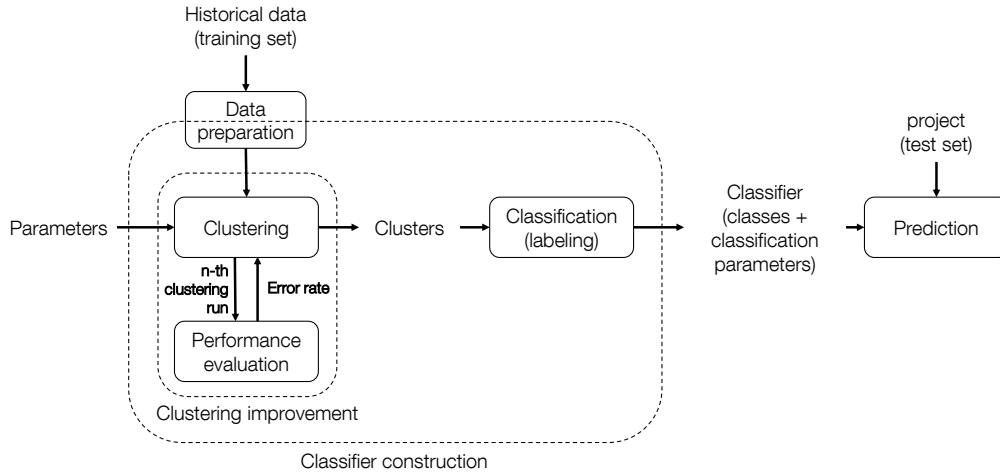 Historical data
(training set)
Data
preparation
project
(test set)
Parameters
Clustering
Clusters
Classification
(labeling)
Classifier
(classes +
classification
parameters)
Prediction
n-th
clustering
run
Error rate
Performance
evaluation
Clustering improvement
Classifier construction